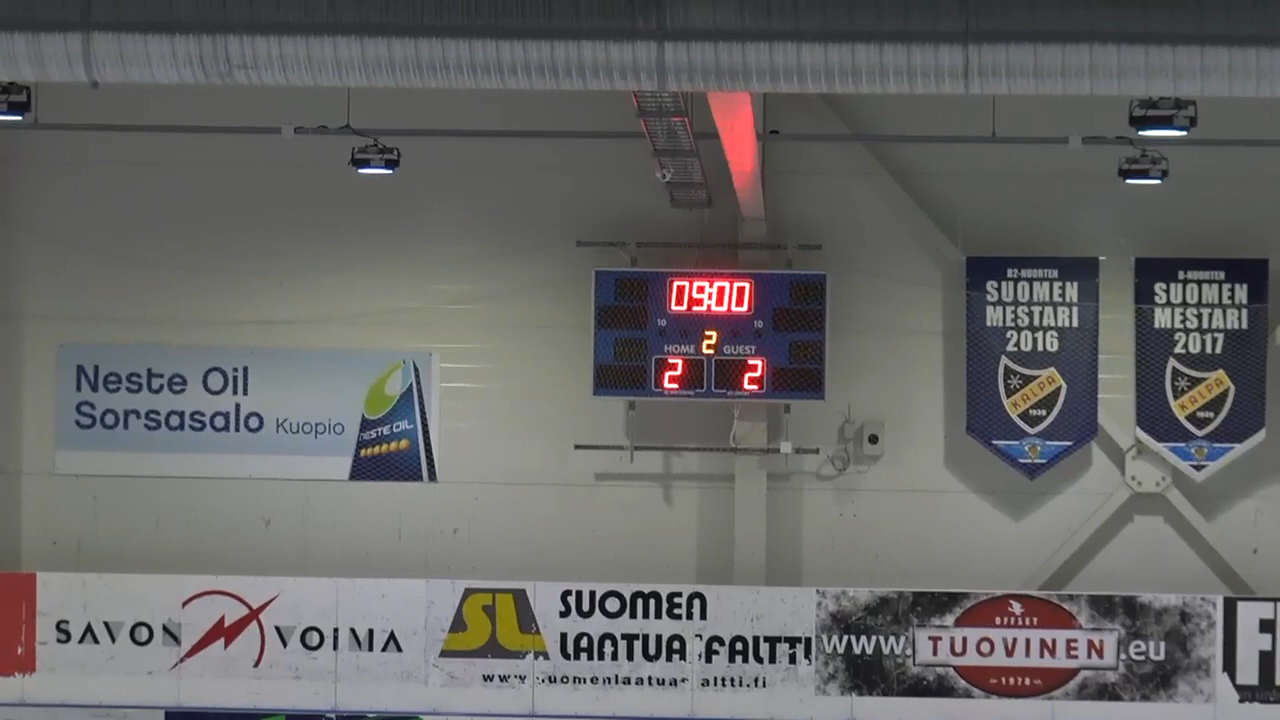 09:00
10 10
2
HOME GUEST
2 2
B2-NUORTEN
SUOMEN
MESTARI
2016
KALPA
1929
B-NUORTEN
SUOMEN
MESTARI
2017
KALPA
1929
Neste Oil
Sorsasalo Kuopio
NESTE OIL
SAVON VOIMA
SL
SUOMEN
LAATUASFALTTI
www.suomenlaatuasfaltti.fi
www.TUOVINEN.eu
OFFSET
1978
F